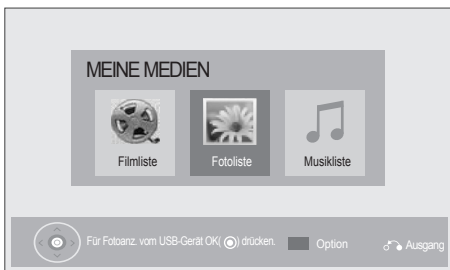 MEINE MEDIEN
Filmliste
Fotoliste
Musikliste
Für Fotoanz. vom USB-Gerät OK(◉) drücken.
Option
Ausgang